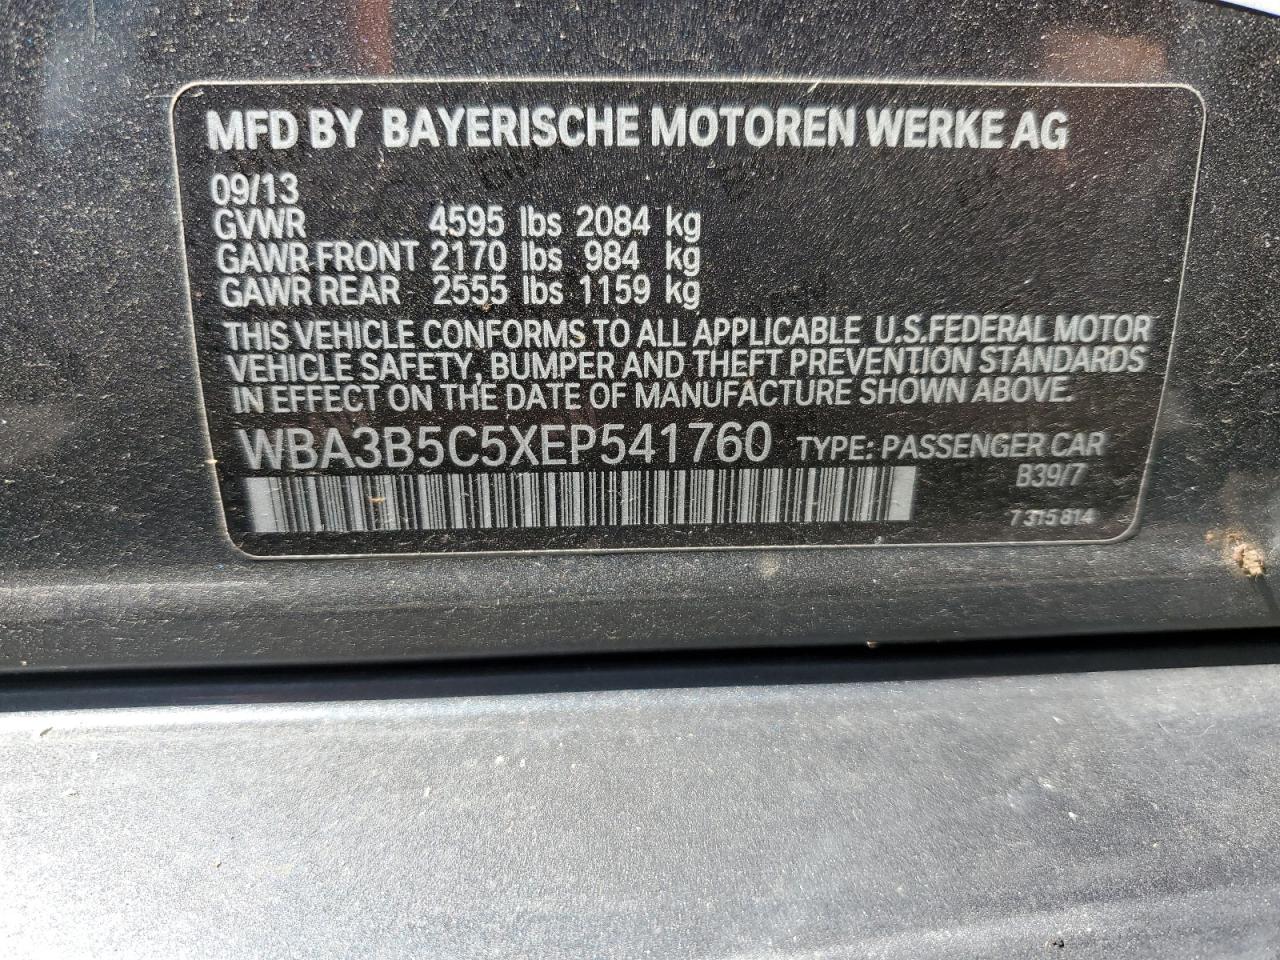 MFD BY BAYERISCHE MOTOREN WERKE AG
09/13
GVWR 4595 lbs 2084 kg
GAWR FRONT 2170 lbs 984 kg
GAWR REAR 2555 lbs 1159 kg
THIS VEHICLE CONFORMS TO ALL APPLICABLE U.S.FEDERAL MOTOR
VEHICLE SAFETY, BUMPER AND THEFT PREVENTION STANDARDS
IN EFFECT ON THE DATE OF MANUFACTURE SHOWN ABOVE.
WBA3B5C5XEP541760 TYPE: PASSENGER CAR
B39/7
7 315 814